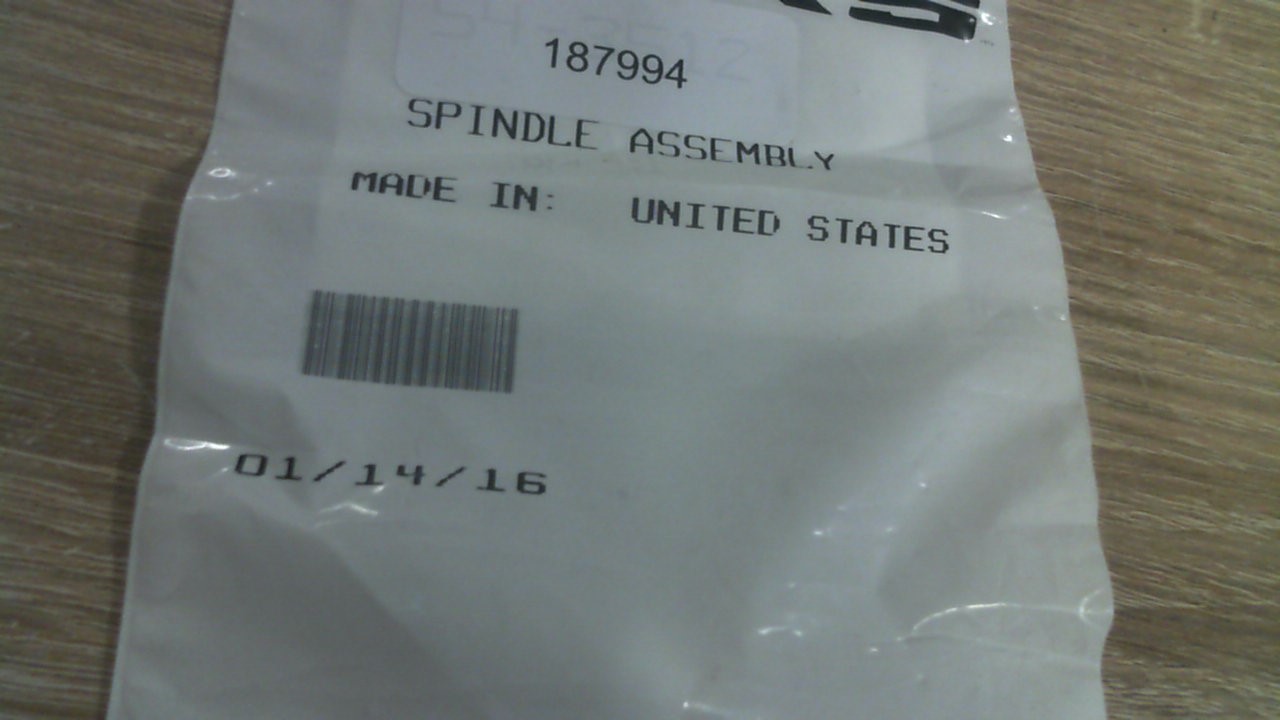 187994
SPINDLE ASSEMBLY
MADE IN: UNITED STATES
01/14/16